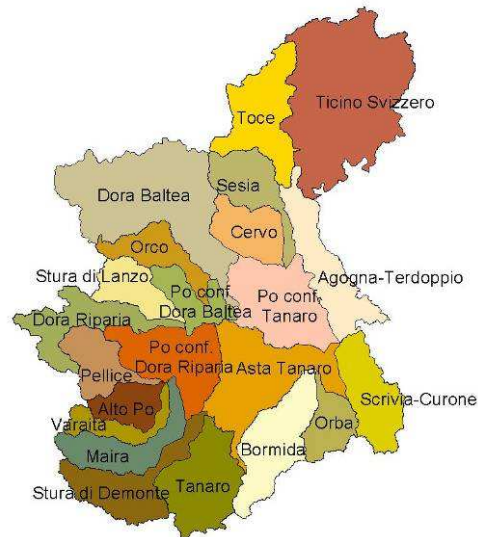 Ticino Svizzero
Toce
Sesia
Dora Baltea
Cervo
Orco
Stura di Lanzo
Po conf.
Dora Baltea
Agogna-Terdoppio
Po conf.
Tanaro
Dora Riparia
Po conf.
Dora Riparia
Asta Tanaro
Pellice
Scrivia-Curone
Alto Po
Varaita
Orba
Bormida
Maira
Stura di Demonte
Tanaro